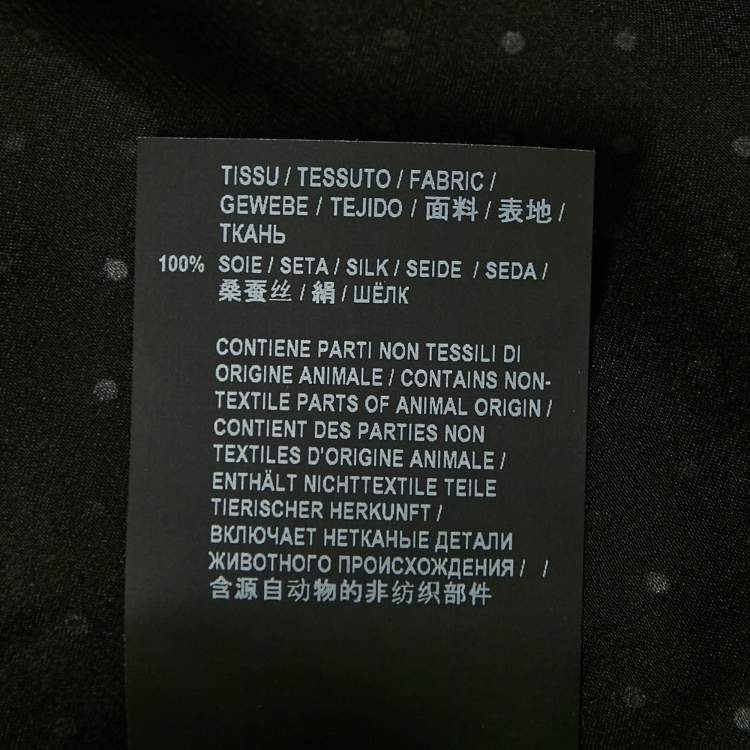 TISSU / TESSUTO / FABRIC /
GEWEBE / TEJIDO / 面料 / 表地 /
ТКАНЬ
100% SOIE / SETA / SILK / SEIDE / SEDA /
桑蚕丝 / 絹 / ШЁЛК
CONTIENE PARTI NON TESSILI DI
ORIGINE ANIMALE / CONTAINS NON-
TEXTILE PARTS OF ANIMAL ORIGIN /
CONTIENT DES PARTIES NON
TEXTILES D'ORIGINE ANIMALE /
ENTHÄLT NICHTTEXTILE TEILE
TIERISCHER HERKUNFT /
ВКЛЮЧАЕТ НЕТКАНЫЕ ДЕТАЛИ
ЖИВОТНОГО ПРОИСХОЖДЕНИЯ / /
含源自动物的非纺织部件